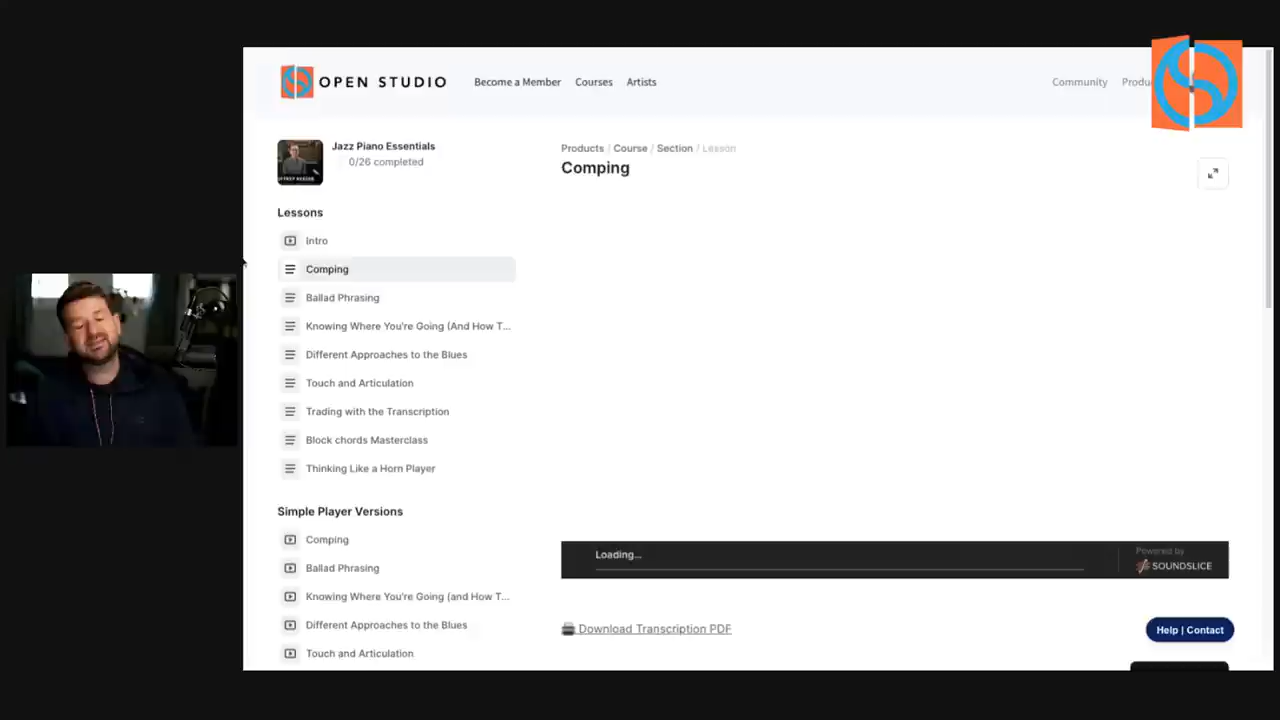 OPEN STUDIO
Become a Member
Courses
Artists
Community
Jazz Piano Essentials
0/26 completed
Lessons
Intro
Comping
Ballad Phrasing
Knowing Where You're Going (And How T...
Different Approaches to the Blues
Touch and Articulation
Trading with the Transcription
Block chords Masterclass
Thinking Like a Horn Player
Simple Player Versions
Comping
Ballad Phrasing
Knowing Where You're Going (and How T...
Different Approaches to the Blues
Touch and Articulation
Products / Course / Section / Lesson
Comping
Loading...
Powered by
SOUNDSLICE
Download Transcription PDF
Help | Contact